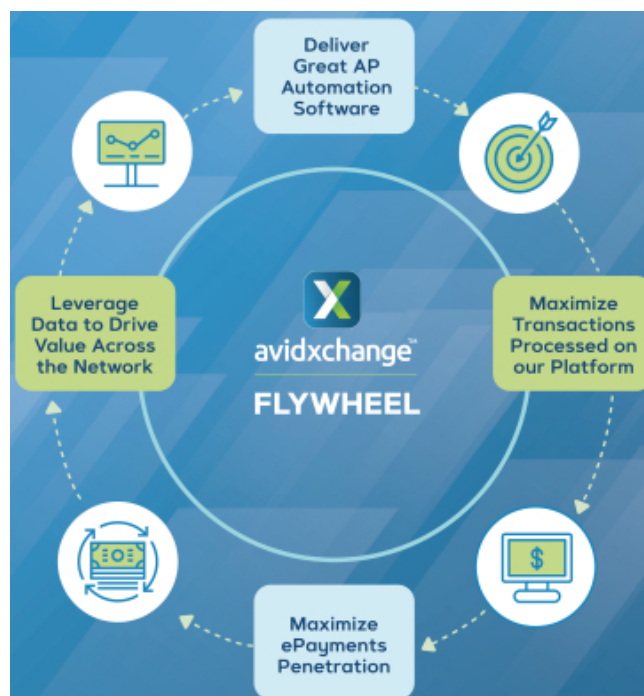 Deliver
Great AP
Automation
Software
Leverage
Data to Drive
Value Across
the Network
avidxchange™
FLYWHEEL
Maximize
Transactions
Processed on
our Platform
$
Maximize
ePayments
Penetration